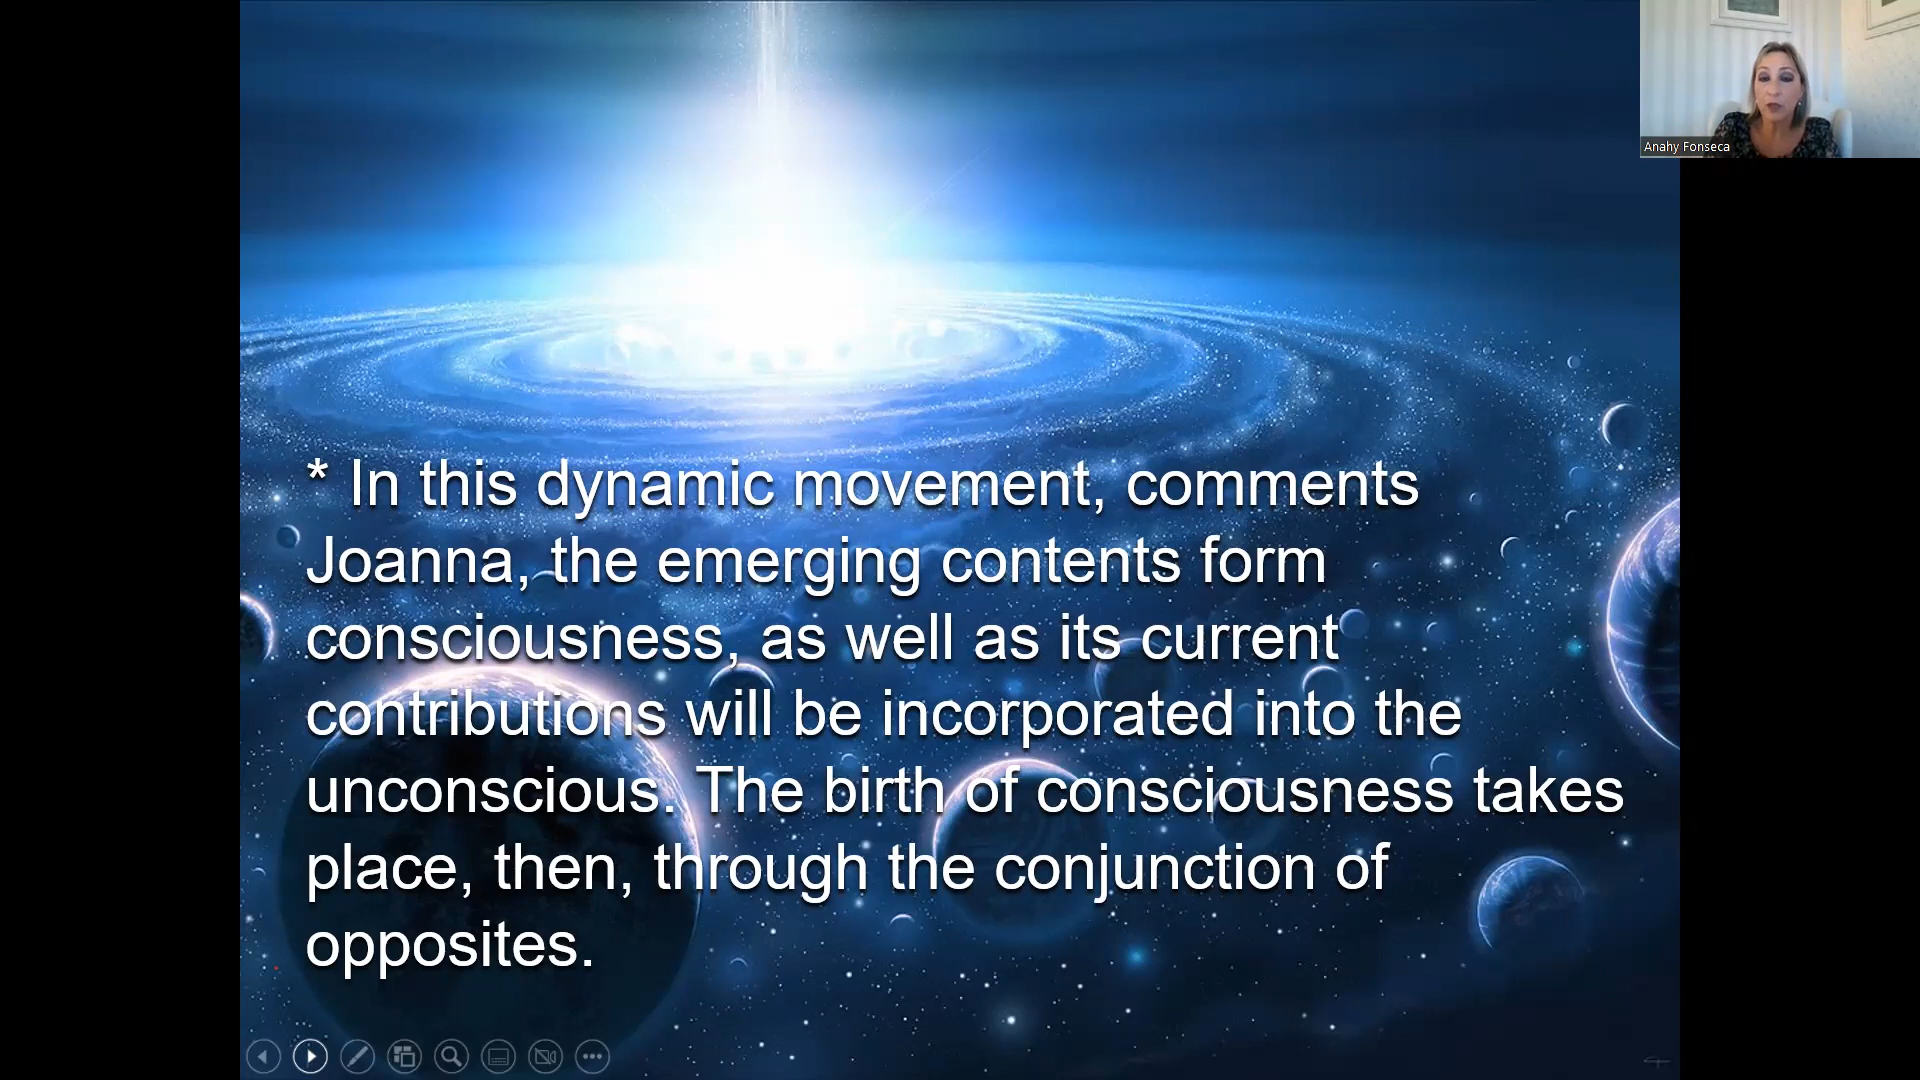 Anahy Fonseca
* In this dynamic movement, comments
Joanna, the emerging contents form
consciousness, as well as its current
contributions will be incorporated into the
unconscious. The birth of consciousness takes
place, then, through the conjunction of
opposites.